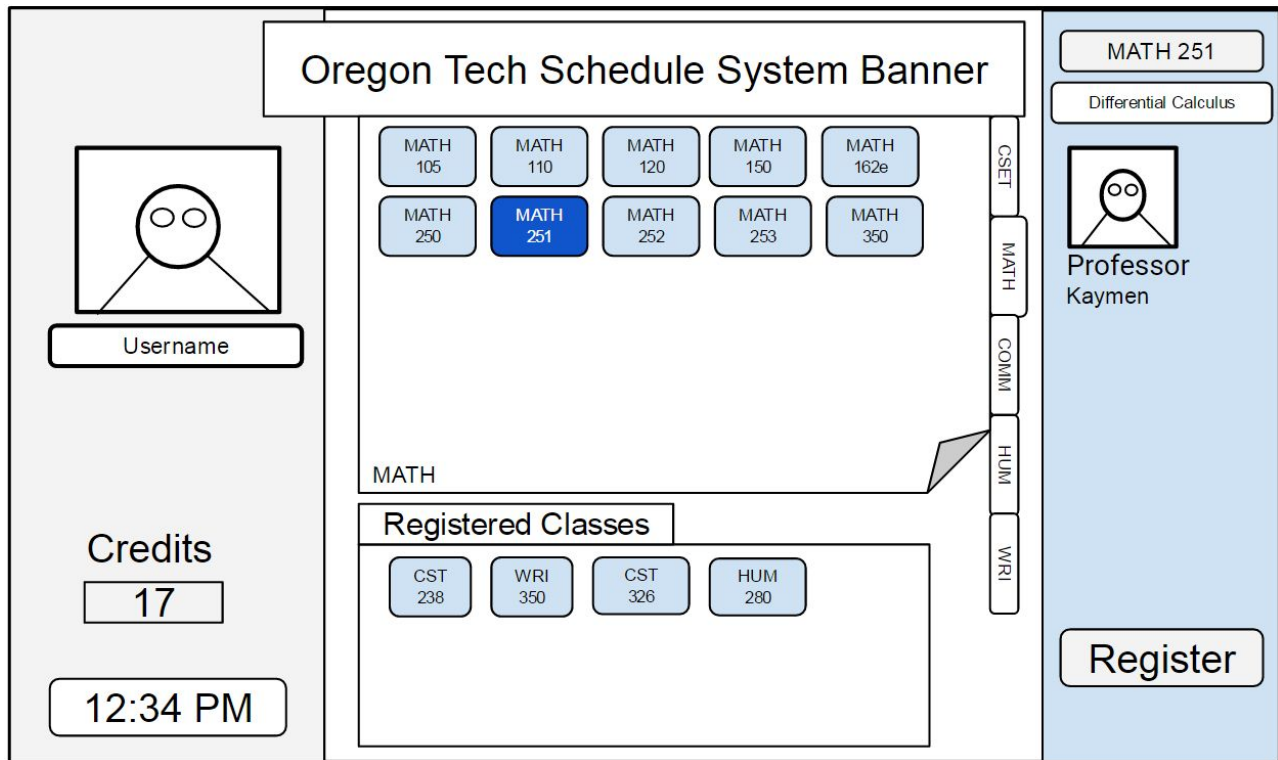 Oregon Tech Schedule System Banner
Username
Credits
17
12:34 PM
MATH
105
MATH
110
MATH
120
MATH
150
MATH
162e
MATH
250
MATH
251
MATH
252
MATH
253
MATH
350
MATH
CSET
MATH
COMM
HUM
WRI
Registered Classes
CST
238
WRI
350
CST
326
HUM
280
MATH 251
Differential Calculus
Professor
Kaymen
Register